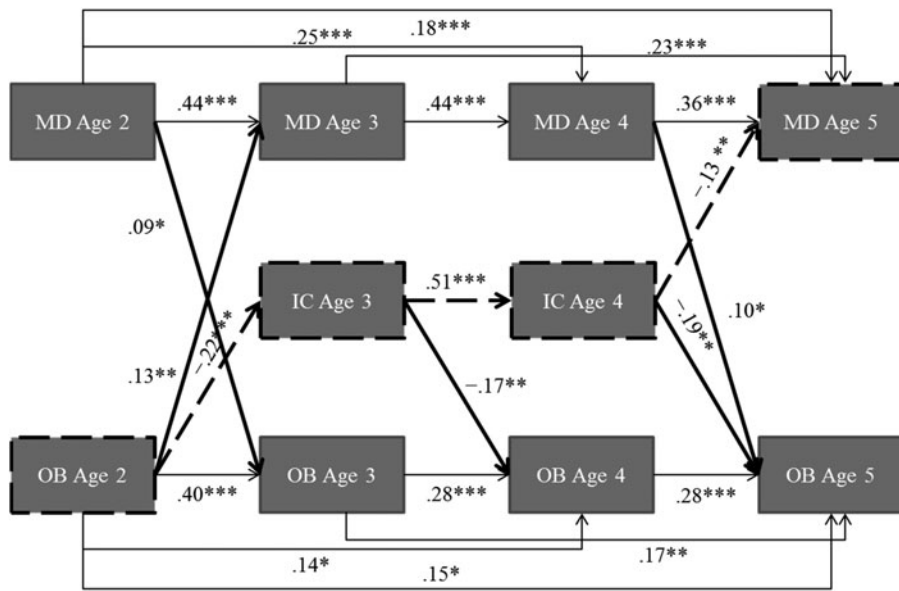 .18***
.25***
.23***
MD Age 2
.44***
MD Age 3
.44***
MD Age 4
.36***
MD Age 5
−.13**
.09*
IC Age 3
.51***
IC Age 4
−.22***
.13**
−.17**
−.19**
.10*
OB Age 2
.40***
OB Age 3
.28***
OB Age 4
.28***
OB Age 5
.14*
.15*
.17**